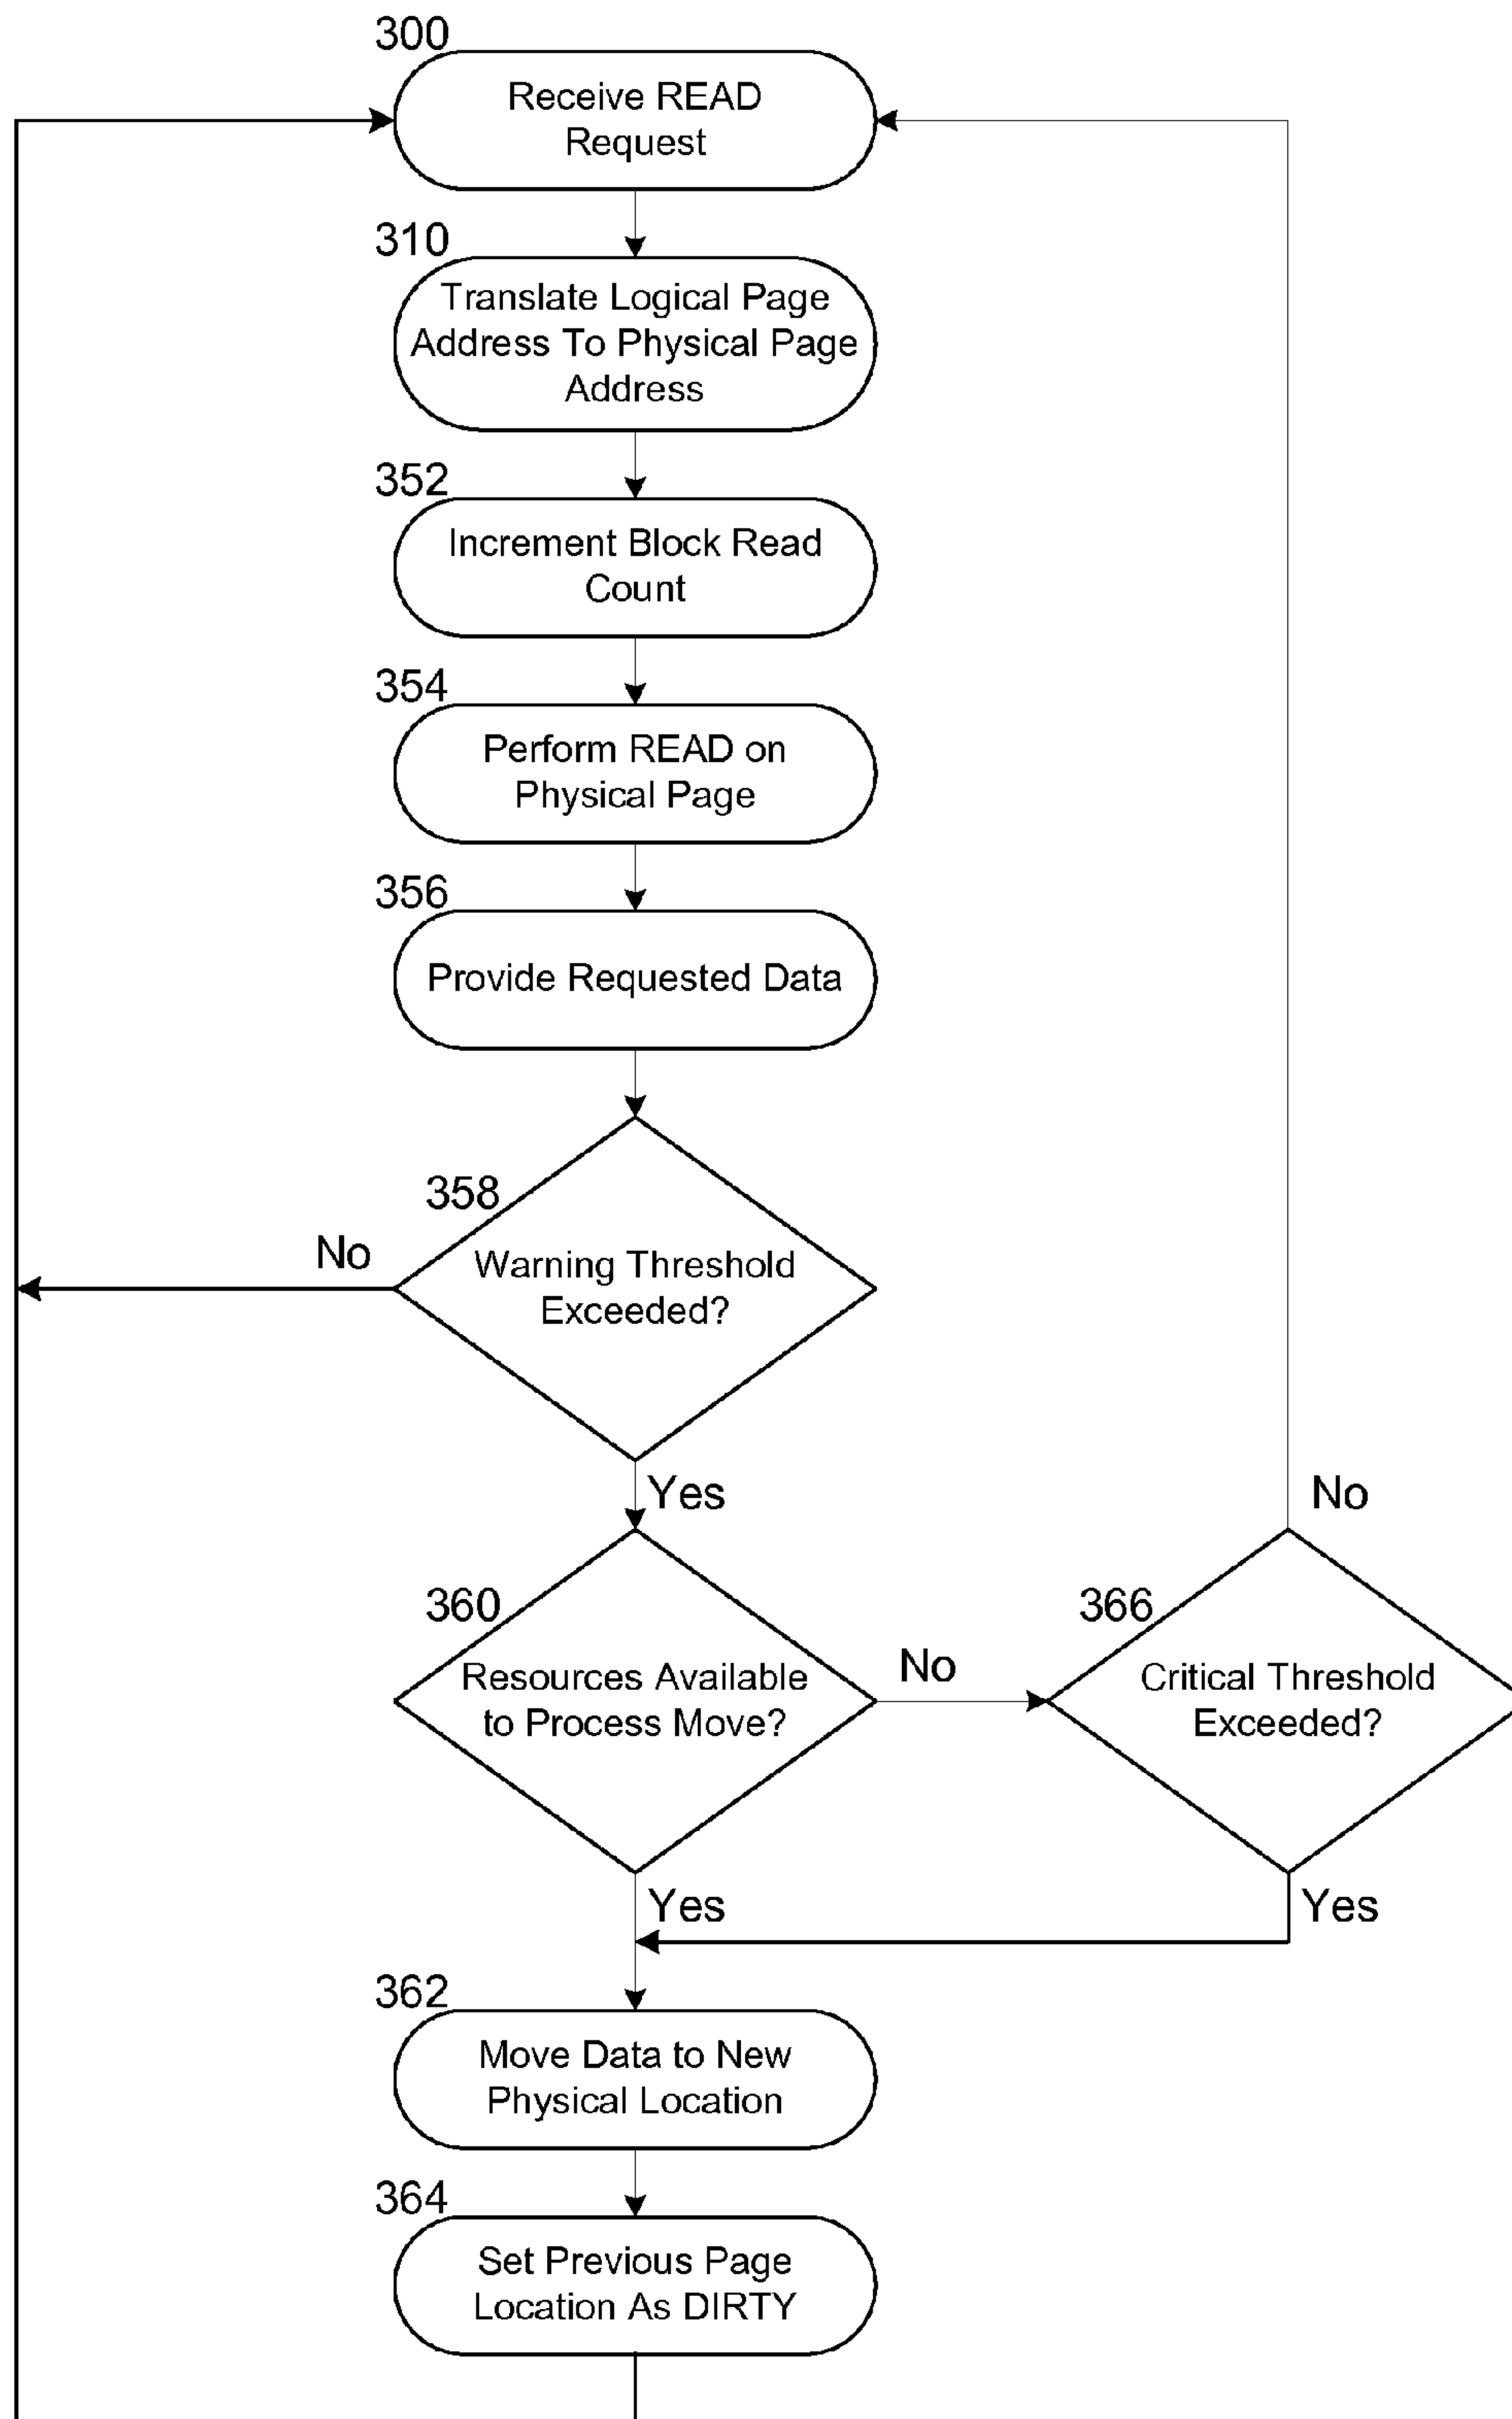 300
Receive READ
Request
310
Translate Logical Page
Address To Physical Page
Address
352
Increment Block Read
Count
354
Perform READ on
Physical Page
356
Provide Requested Data
358
No
Warning Threshold
Exceeded?
Yes
No
360
366
Resources Available
to Process Move?
No
Critical Threshold
Exceeded?
Yes
Yes
362
Move Data to New
Physical Location
364
Set Previous Page
Location As DIRTY